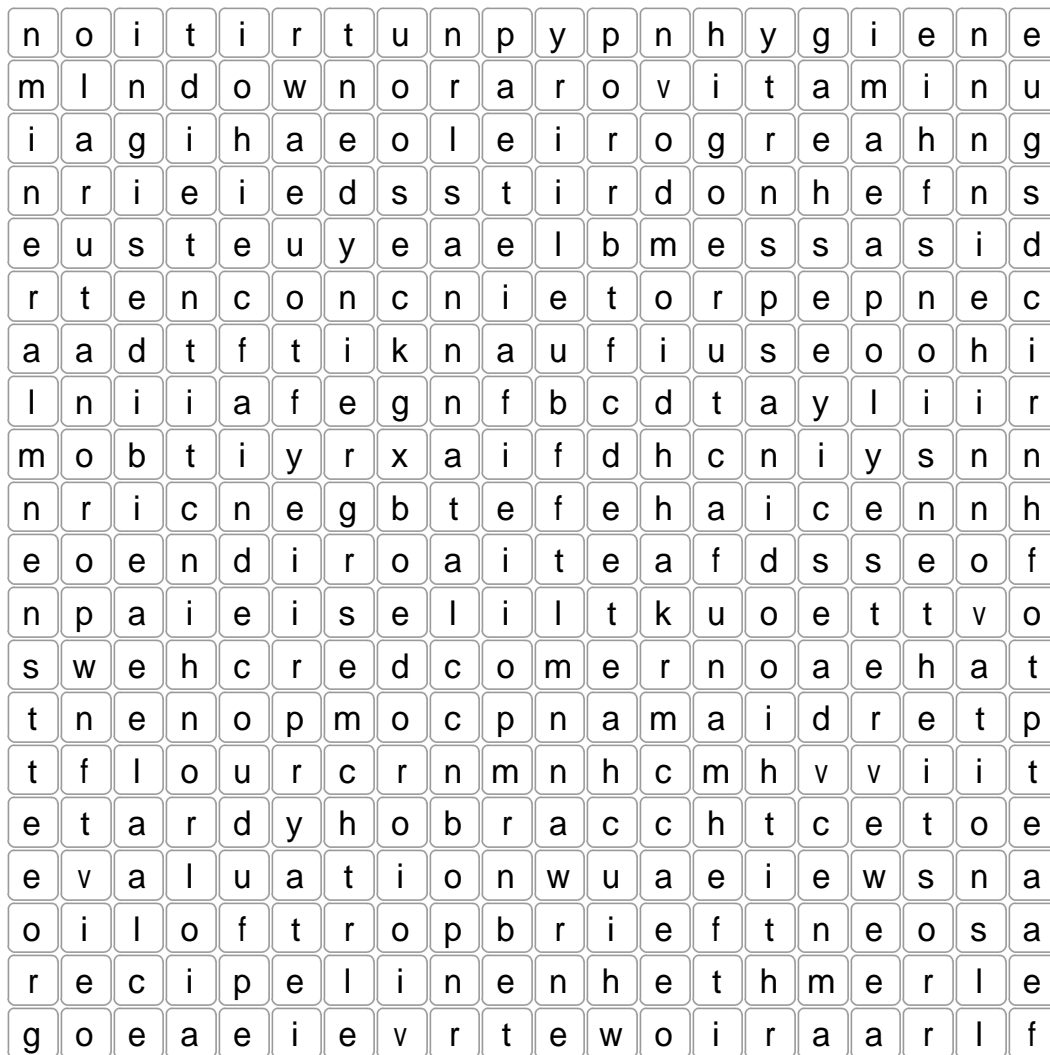 n o i t i r t u n p y p n h y g i e n e
m l n d o w n o r a r o v i t a m i n u
i a g i h a e o l e i r o g r e a h n g
n r i e i e d s s t i r d o n h e f n s
e u s t e u y e a e l b m e s s a s i d
r t e n c o n c n i e t o r p e p n e c
a a d t f t i k n a u f i u s e o o h i
l n i i a f e g n f b c d t a y l i i r
m o b t i y r x a i f d h c n i y s n n
n r i c n e g b t e f e h a i c e n n h
e o e n d i r o a i t e a f d s s e o f
n p a i e i s e l i l t k u o e t t v o
s w e h c r e d c o m e r n o a e h a t
t n e n o p m o c p n a m a i d r e t p
t f l o u r c r n m n h c m h v v i i t
e t a r d y h o b r a c c h t c e t o e
e v a l u a t i o n w u a e i e w s n a
o i l o f t r o p b r i e f t n e o s a
r e c i p e l i n e n h e t h m e r l e
g o e a e i e v r t e w o i r a a r l f